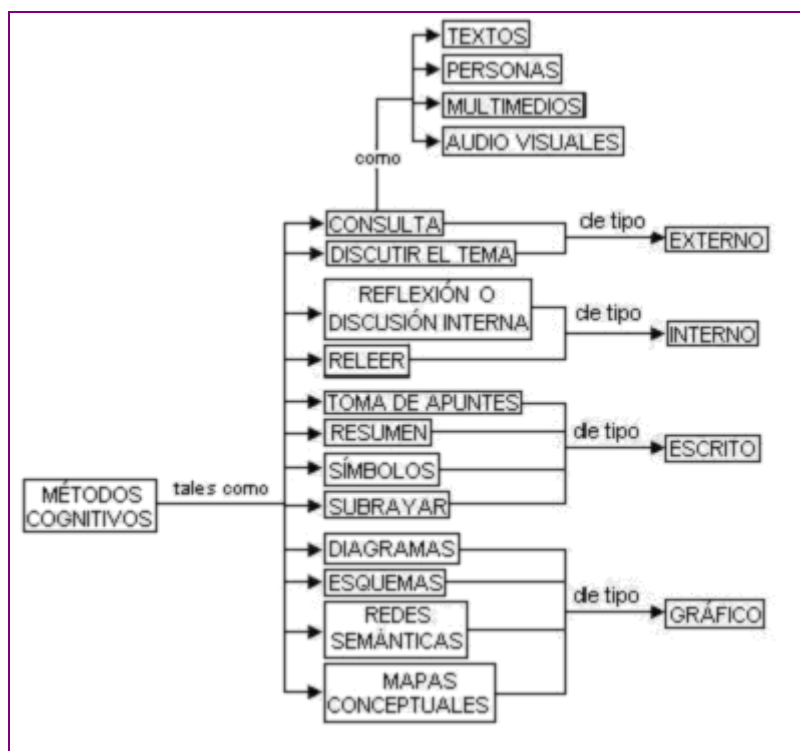 TEXTOS
PERSONAS
MULTIMEDIOS
AUDIO VISUALES
como
CONSULTA
DISCUTIR EL TEMA
de tipo
EXTERNO
REFLEXIÓN O
DISCUSIÓN INTERNA
RELEER
de tipo
INTERNO
TOMA DE APUNTES
RESUMEN
SÍMBOLOS
SUBRAYAR
de tipo
ESCRITO
MÉTODOS
COGNITIVOS
tales como
DIAGRAMAS
ESQUEMAS
REDES
SEMÁNTICAS
MAPAS
CONCEPTUALES
de tipo
GRÁFICO